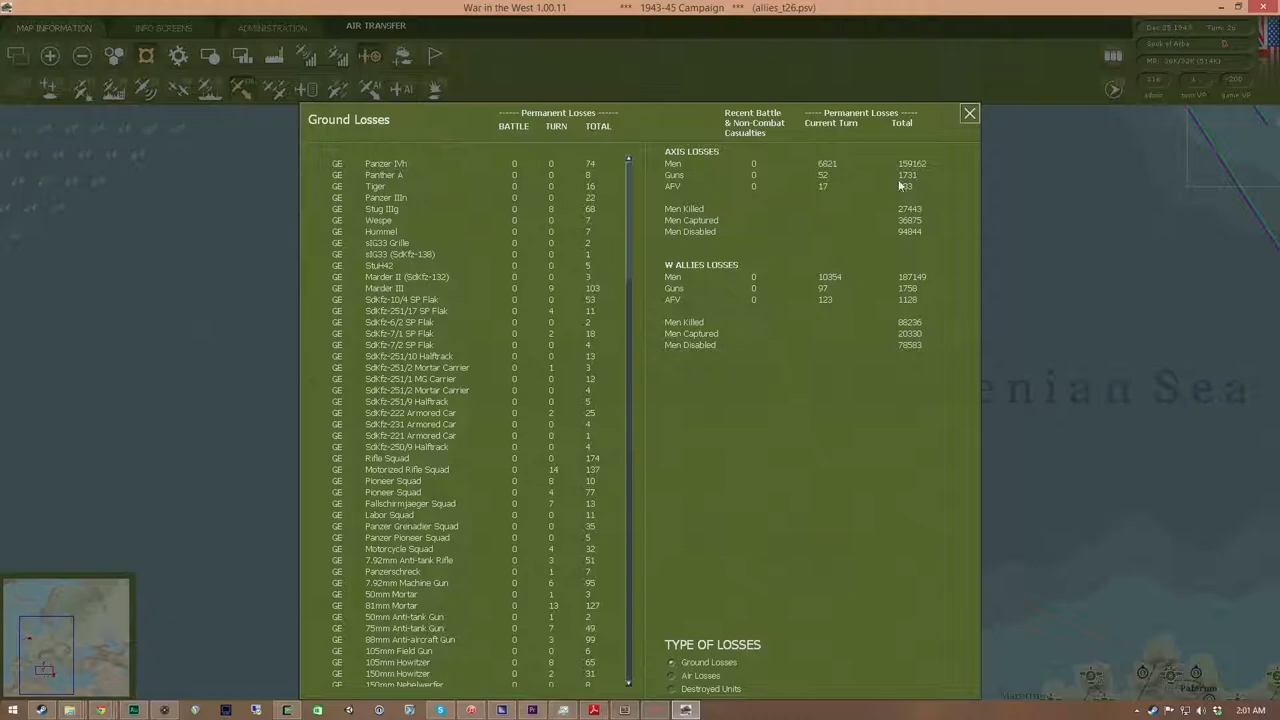 War in the West 1.00.11 *** 1943-45 Campaign *** (allies_t26.psv)
MAP INFORMATION INFO SCREENS ADMINISTRATION AIR TRANSFER
Ground Losses
------ Permanent Losses ------
BATTLE TURN TOTAL
Recent Battle
& Non-Combat
Casualties
----- Permanent Losses -----
Current Turn Total
GE Panzer IVh 0 0 74
GE Panther A 0 0 8
GE Tiger 0 0 16
GE Panzer IIIn 0 0 22
GE Stug IIIg 0 8 68
GE Wespe 0 0 7
GE Hummel 0 0 7
GE sIG33 Grille 0 0 2
GE sIG33 (SdKfz-138) 0 0 1
GE StuH42 0 0 5
GE Marder II (SdKfz-132) 0 0 3
GE Marder III 0 9 103
GE SdKfz-10/4 SP Flak 0 0 53
GE SdKfz-251/17 SP Flak 0 4 11
GE SdKfz-6/2 SP Flak 0 0 2
GE SdKfz-7/1 SP Flak 0 2 18
GE SdKfz-7/2 SP Flak 0 0 4
GE SdKfz-251/10 Halftrack 0 0 13
GE SdKfz-251/2 Mortar Carrier 0 1 3
GE SdKfz-251/1 MG Carrier 0 0 12
GE SdKfz-251/2 Mortar Carrier 0 0 4
GE SdKfz-251/9 Halftrack 0 0 5
GE SdKfz-222 Armored Car 0 2 25
GE SdKfz-231 Armored Car 0 0 4
GE SdKfz-221 Armored Car 0 0 1
GE SdKfz-250/9 Halftrack 0 0 4
GE Rifle Squad 0 0 174
GE Motorized Rifle Squad 0 14 137
GE Pioneer Squad 0 8 10
GE Pioneer Squad 0 4 77
GE Fallschirmjaeger Squad 0 7 13
GE Labor Squad 0 0 11
GE Panzer Grenadier Squad 0 0 35
GE Panzer Pioneer Squad 0 0 5
GE Motorcycle Squad 0 4 32
GE 7.92mm Anti-tank Rifle 0 3 51
GE Panzerschreck 0 1 7
GE 7.92mm Machine Gun 0 6 95
GE 50mm Mortar 0 1 3
GE 81mm Mortar 0 13 127
GE 50mm Anti-tank Gun 0 1 2
GE 75mm Anti-tank Gun 0 7 49
GE 88mm Anti-aircraft Gun 0 3 99
GE 105mm Field Gun 0 0 6
GE 105mm Howitzer 0 8 65
GE 150mm Howitzer 0 2 31
GE 150mm Nebelwerfer 0 0 8
AXIS LOSSES
Men 0 6821 159162
Guns 0 52 1731
AFV 0 17
Men Killed 27443
Men Captured 36875
Men Disabled 94844
W ALLIES LOSSES
Men 0 10354 187149
Guns 0 97 1758
AFV 0 123 1128
Men Killed 88236
Men Captured 20330
Men Disabled 78583
TYPE OF LOSSES
Ground Losses
Air Losses
Destroyed Units
enian Sea
Palermo
2:01 AM